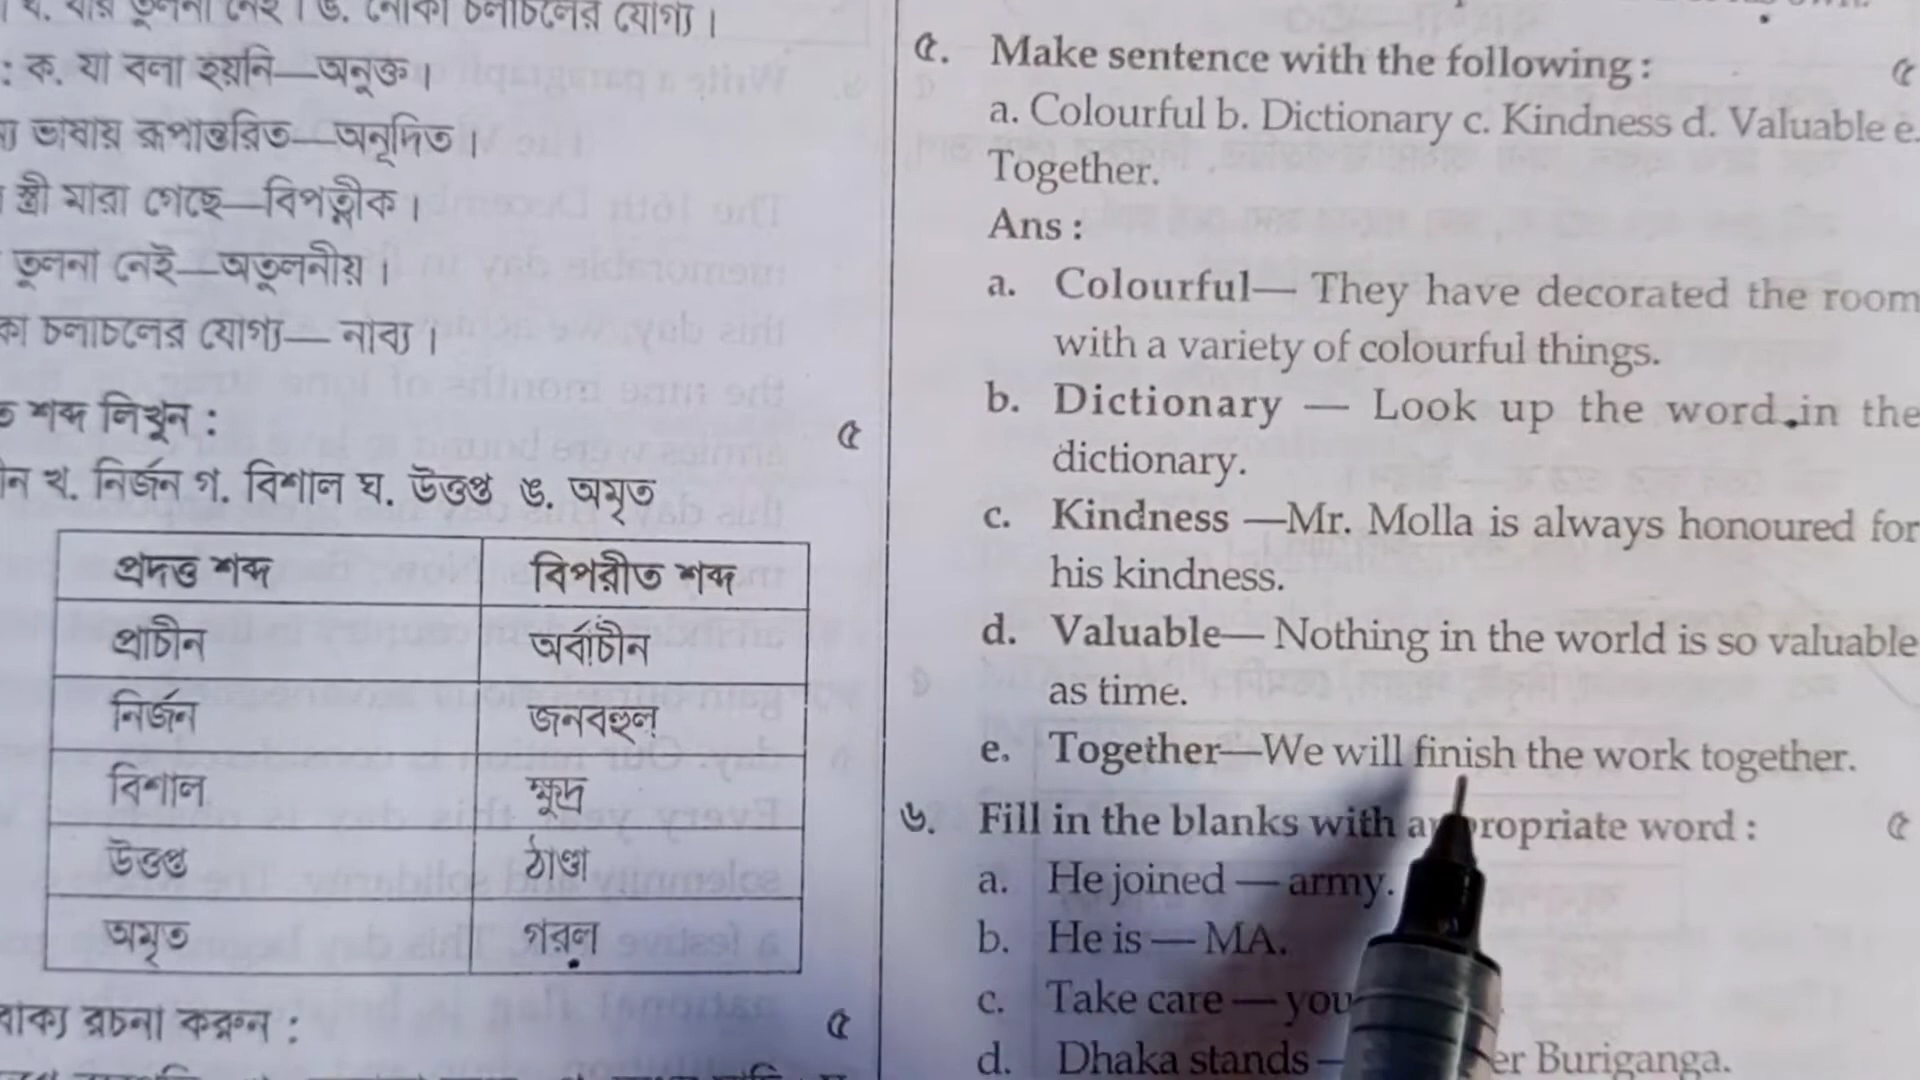 ঘ. যার তুলনা নেই। ঙ. নৌকা চলাচলের যোগ্য।
: ক. যা বলা হয়নি—অনুক্ত।
ভাষায় রূপান্তরিত—অনূদিত।
স্ত্রী মারা গেছে—বিপত্নীক।
তুলনা নেই—অতুলনীয়।
চলাচলের যোগ্য— নাব্য।
শব্দ লিখুন : ৫
খ. নির্জন গ. বিশাল ঘ. উত্তপ্ত ঙ. অমৃত
প্রদত্ত শব্দ বিপরীত শব্দ
প্রাচীন অর্বাচীন
নির্জন জনবহুল
বিশাল ক্ষুদ্র
উত্তপ্ত ঠাণ্ডা
অমৃত গরল
বাক্য রচনা করুন : ৫
৫. Make sentence with the following : ৫
a. Colourful b. Dictionary c. Kindness d. Valuable e.
Together.
Ans :
a. Colourful— They have decorated the room
with a variety of colourful things.
b. Dictionary — Look up the word in the
dictionary.
c. Kindness —Mr. Molla is always honoured for
his kindness.
d. Valuable— Nothing in the world is so valuable
as time.
e. Together—We will finish the work together.
৬. Fill in the blanks with appropriate word : ৫
a. He joined — army.
b. He is — MA.
c. Take care — you
d. Dhaka stands — er Buriganga.